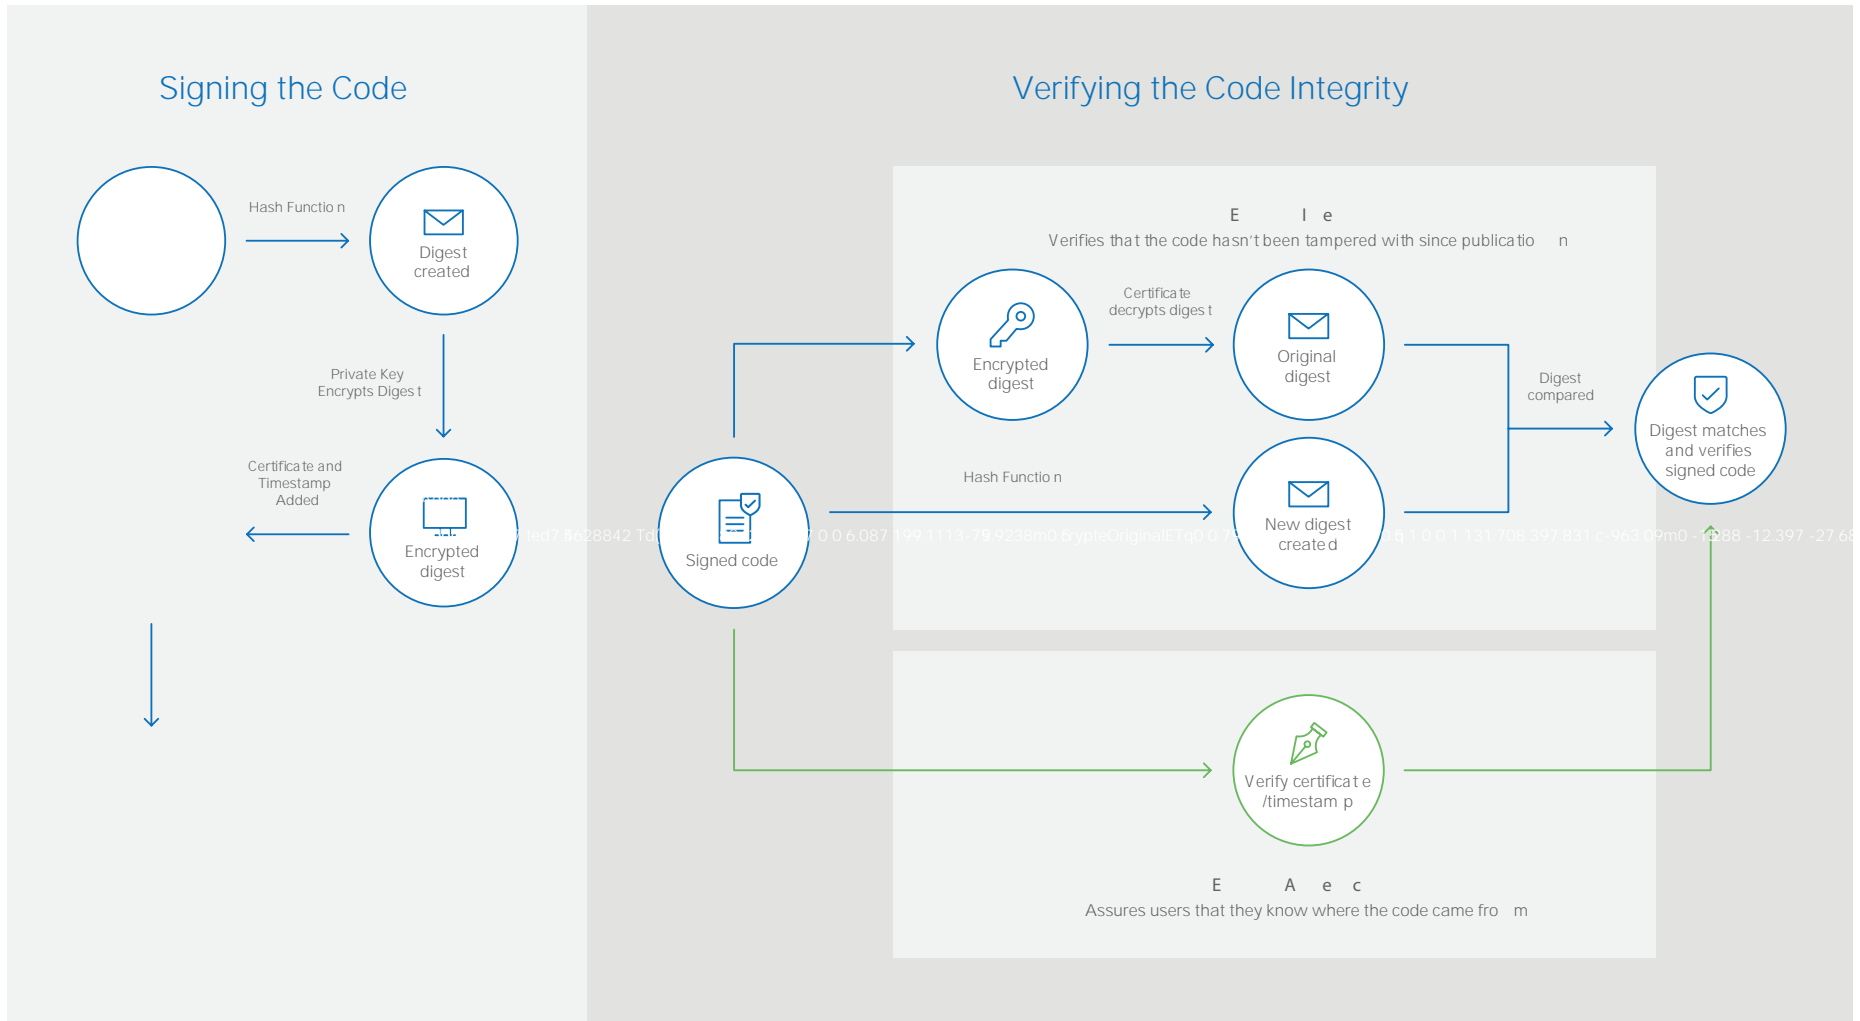 Signing the Code
Hash Function
Digest
created
Private Key
Encrypts Digest
Certificate and
Timestamp
Added
Encrypted
digest
Verifying the Code Integrity
E I e
Verifies that the code hasn't been tampered with since publication
Encrypted
digest
Certificate
decrypts digest
Original
digest
Digest
compared
Digest matches
and verifies
signed code
Signed code
Hash Function
New digest
created
Verify certificate
/timestamp
E A e c
Assures users that they know where the code came from